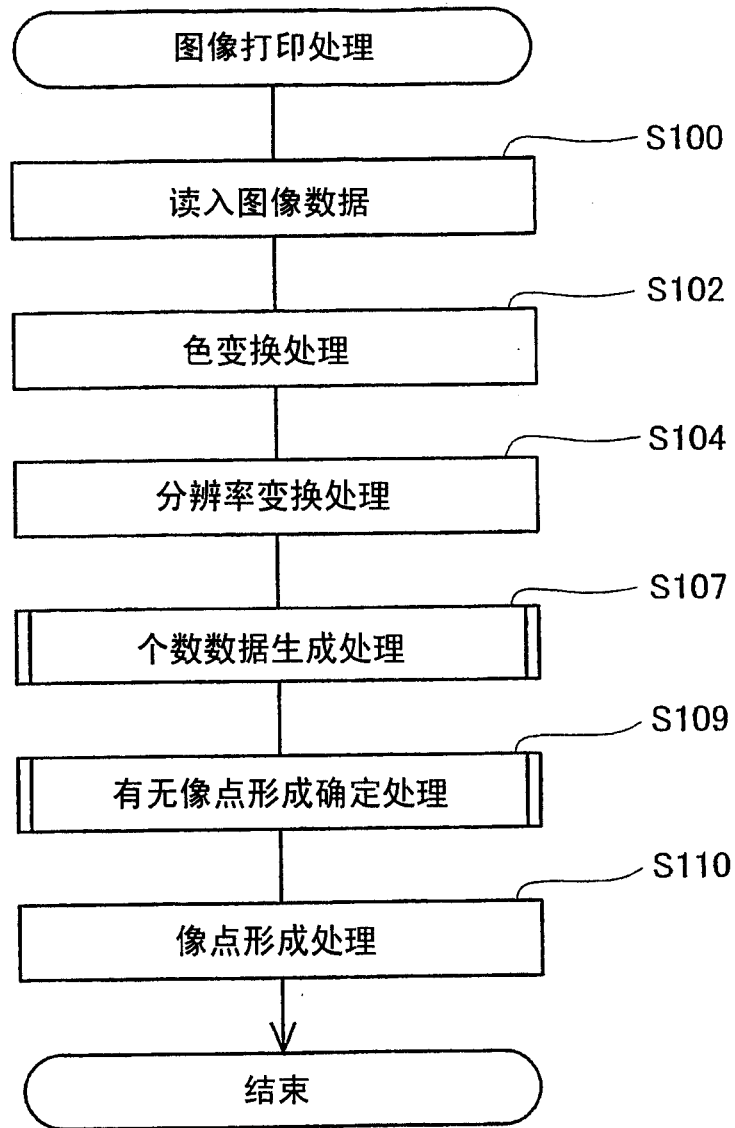 图像打印处理
S100
读入图像数据
S102
色变换处理
S104
分辨率变换处理
S107
个数数据生成处理
S109
有无像点形成确定处理
S110
像点形成处理
结束